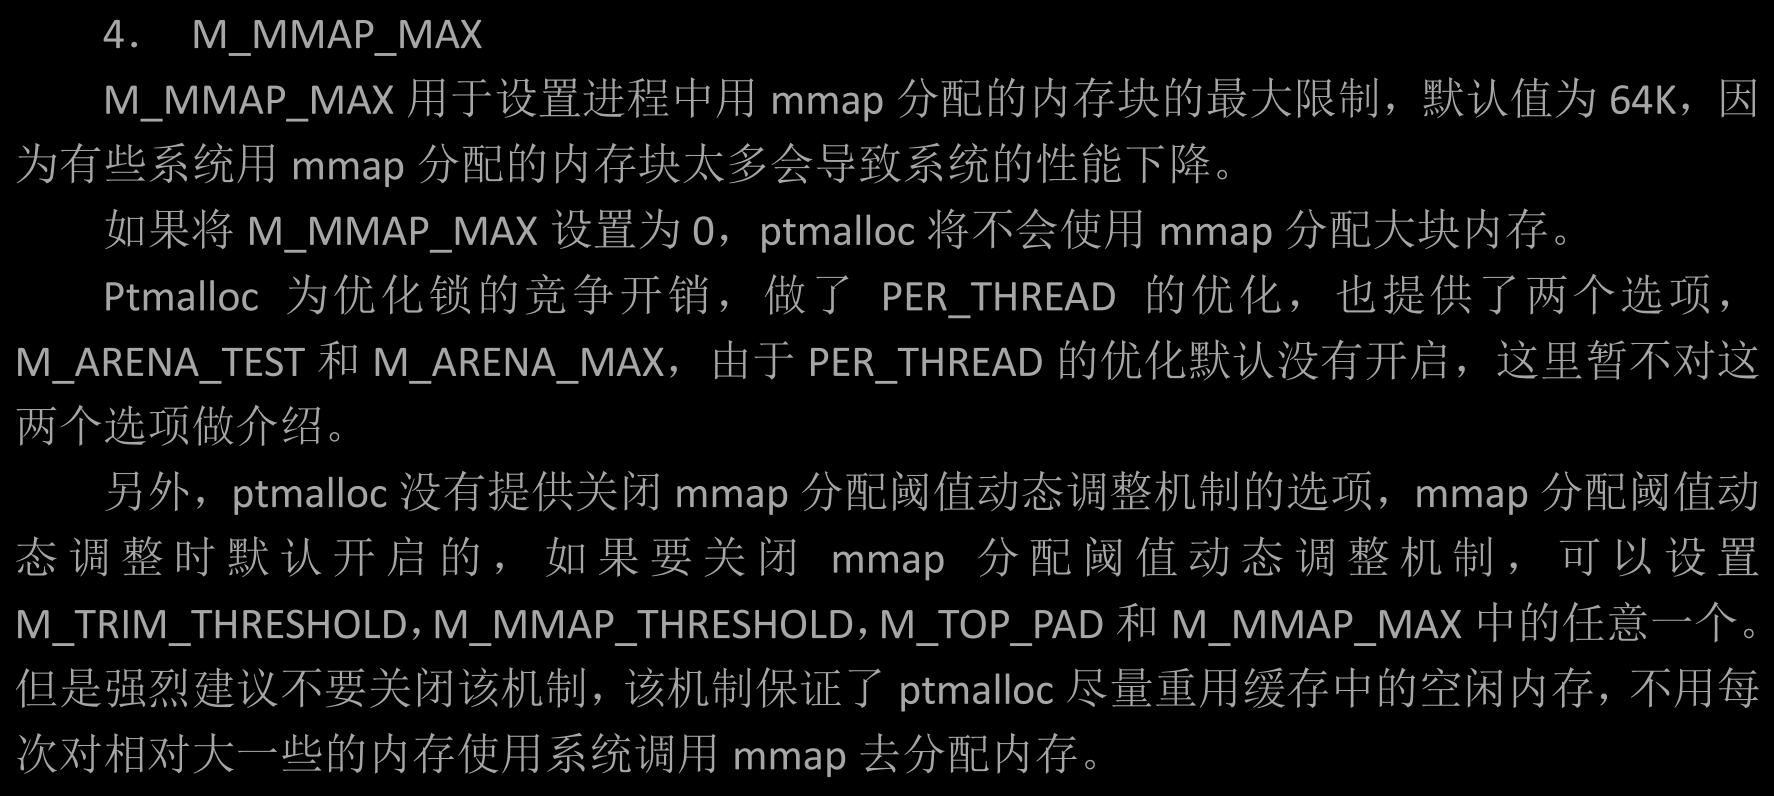 4. M_MMAP_MAX
M_MMAP_MAX 用于设置进程中用 mmap 分配的内存块的最大限制，默认值为 64K，因
为有些系统用 mmap 分配的内存块太多会导致系统的性能下降。
如果将 M_MMAP_MAX 设置为 0，ptmalloc 将不会使用 mmap 分配大块内存。
Ptmalloc 为优化锁的竞争开销，做了 PER_THREAD 的优化，也提供了两个选项，
M_ARENA_TEST 和 M_ARENA_MAX，由于 PER_THREAD 的优化默认没有开启，这里暂不对这
两个选项做介绍。
另外，ptmalloc 没有提供关闭 mmap 分配阈值动态调整机制的选项，mmap 分配阈值动
态调整时默认开启的，如果要关闭 mmap 分配阈值动态调整机制，可以设置
M_TRIM_THRESHOLD，M_MMAP_THRESHOLD，M_TOP_PAD 和 M_MMAP_MAX 中的任意一个。
但是强烈建议不要关闭该机制，该机制保证了 ptmalloc 尽量重用缓存中的空闲内存，不用每
次对相对大一些的内存使用系统调用 mmap 去分配内存。